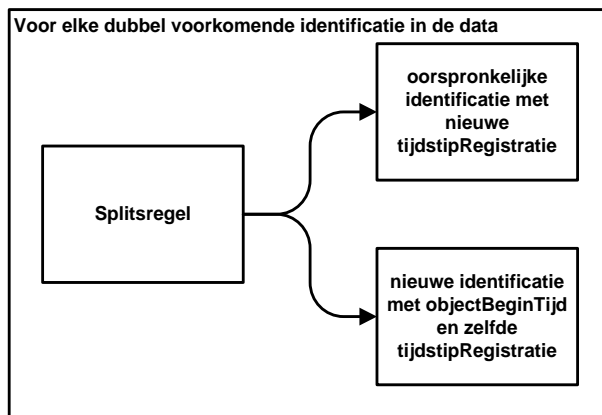 Voor elke dubbel voorkomende identificatie in de data
oorspronkelijke
identificatie met
nieuwe
tijdstipRegistratie
Splitsregel
nieuwe identificatie
met objectBeginTijd
en zelfde
tijdstipRegistratie